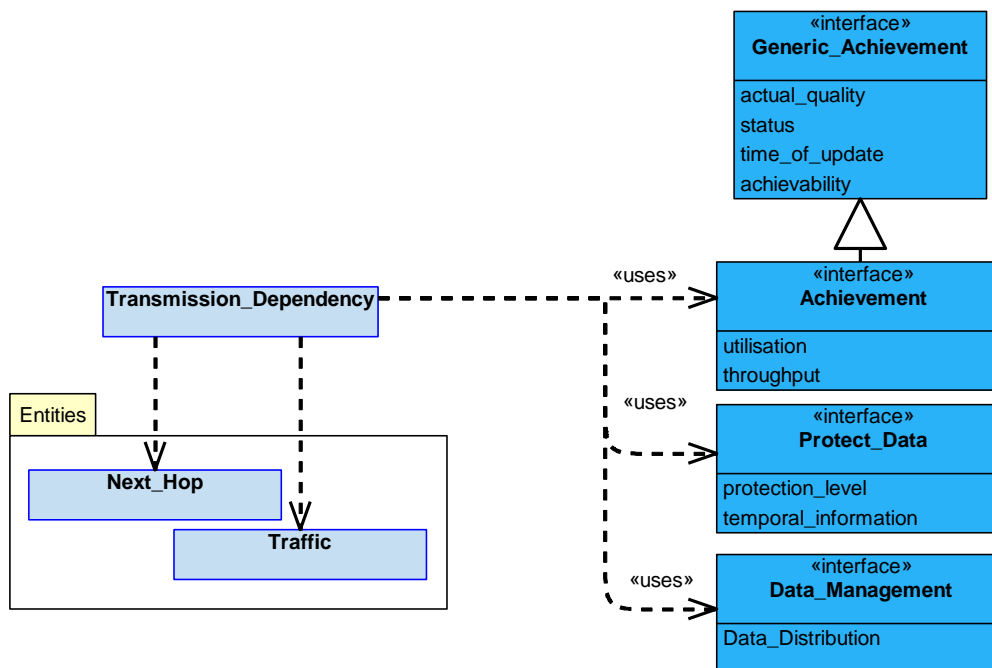 «interface»
Generic_Achievement
actual_quality
status
time_of_update
achievability
«uses»
«interface»
Achievement
utilisation
throughput
Transmission_Dependency
«uses»
«interface»
Protect_Data
protection_level
temporal_information
Entities
Next_Hop
Traffic
«uses»
«interface»
Data_Management
Data_Distribution